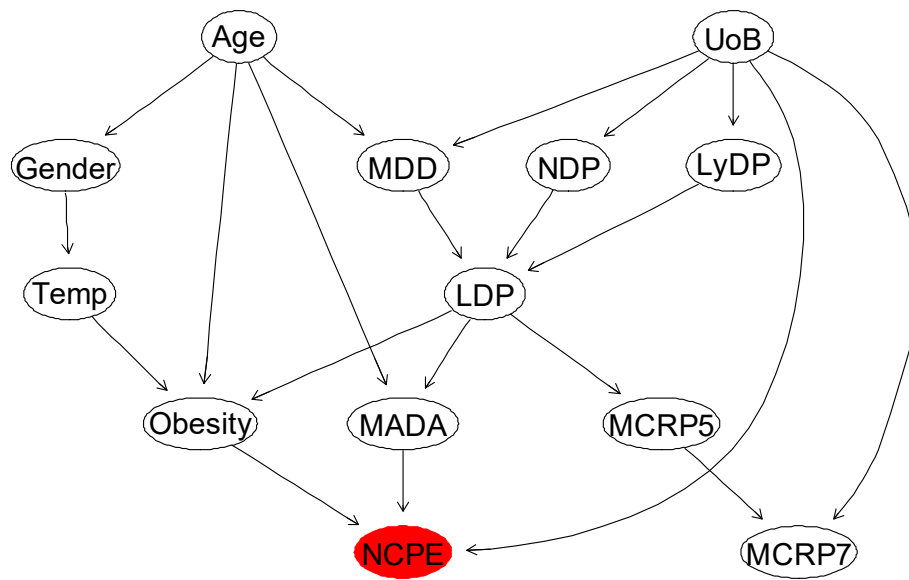 Age
UoB
Gender
MDD
NDP
LyDP
Temp
LDP
Obesity
MADA
MCRP5
NCPE
MCRP7